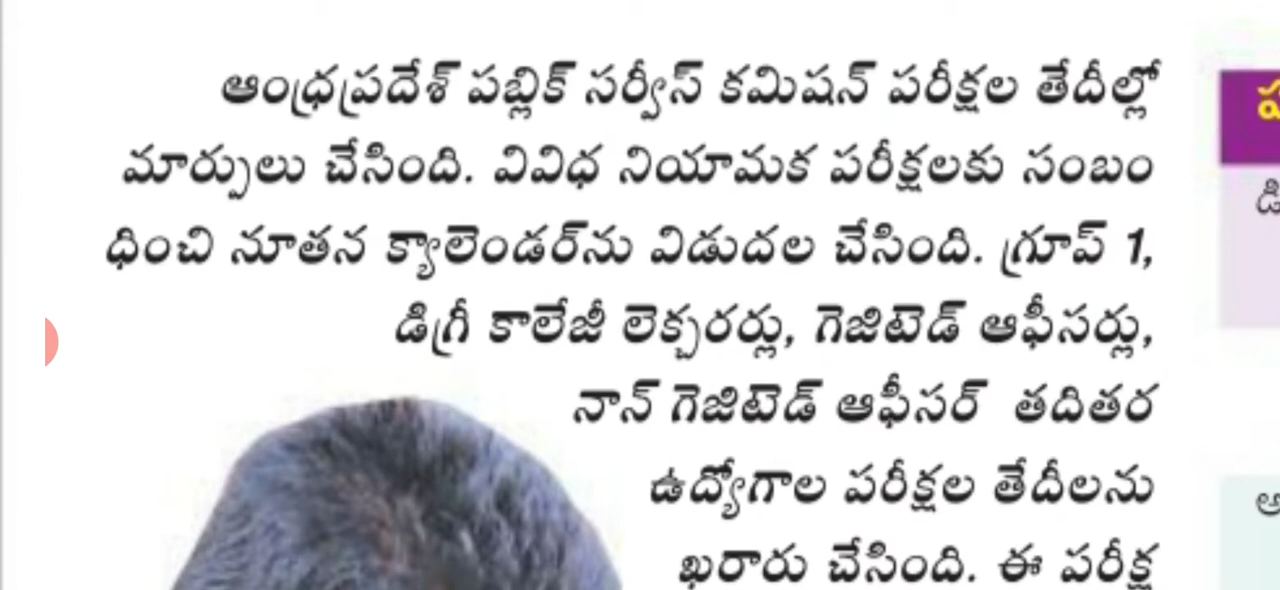 ఆంధ్రప్రదేశ్ పబ్లిక్ సర్వీస్ కమిషన్ పరీక్షల తేదీల్లో
మార్పులు చేసింది. వివిధ నియామక పరీక్షలకు సంబం
ధించి నూతన క్యాలెండర్‌ను విడుదల చేసింది. గ్రూప్ 1,
డిగ్రీ కాలేజీ లెక్చరర్లు, గెజిటెడ్ ఆఫీసర్లు,
నాన్ గెజిటెడ్ ఆఫీసర్ తదితర
ఉద్యోగాల పరీక్షల తేదీలను
ఖరారు చేసింది. ఈ పరీక్ష